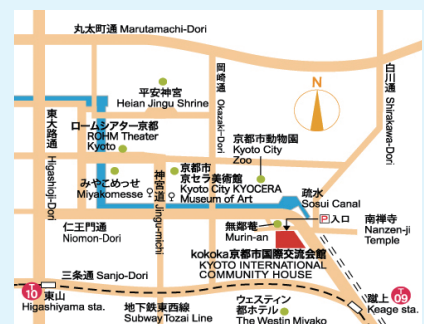 丸太町通 Marutamachi-Dori
N
平安神宮
Heian Jingu Shrine
岡崎通 Okazaki-Dori
白川通 Shirakawa-Dori
東大路通 Higashioji-Dori
ロームシアター京都
ROHM Theater
Kyoto
京都市動物園
Kyoto City
Zoo
みやこめっせ
Miyakomesse
神宮道 Jingu-michi
京都市
京セラ美術館
Kyoto City KYOCERA
Museum of Art
疏水
Sosui Canal
P 入口
仁王門通
Niomon-Dori
無鄰菴
Murin-an
南禅寺
Nanzen-ji
Temple
kokoka京都市国際交流会館
KYOTO INTERNATIONAL
COMMUNITY HOUSE
三条通 Sanjo-Dori
T
10
東山
Higashiyama sta.
地下鉄東西線
Subway Tozai Line
ウェスティン
都ホテル
The Westin Miyako
T
09
蹴上
Keage sta.